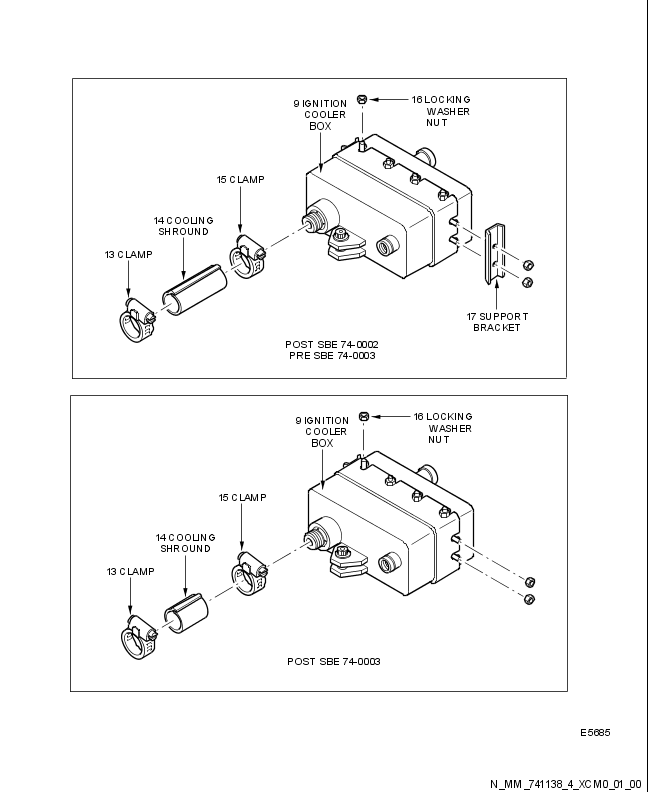 9 IGNITION
COOLER
BOX
16 LOCKING
WASHER
NUT
15 CLAMP
14 COOLING
SHROUND
13 CLAMP
17 SUPPORT
BRACKET
POST SBE 74-0002
PRE SBE 74-0003
9 IGNITION
COOLER
BOX
16 LOCKING
WASHER
NUT
15 CLAMP
14 COOLING
SHROUND
13 CLAMP
POST SBE 74-0003
E5685
N_MM_741138_4_XCM0_01_00